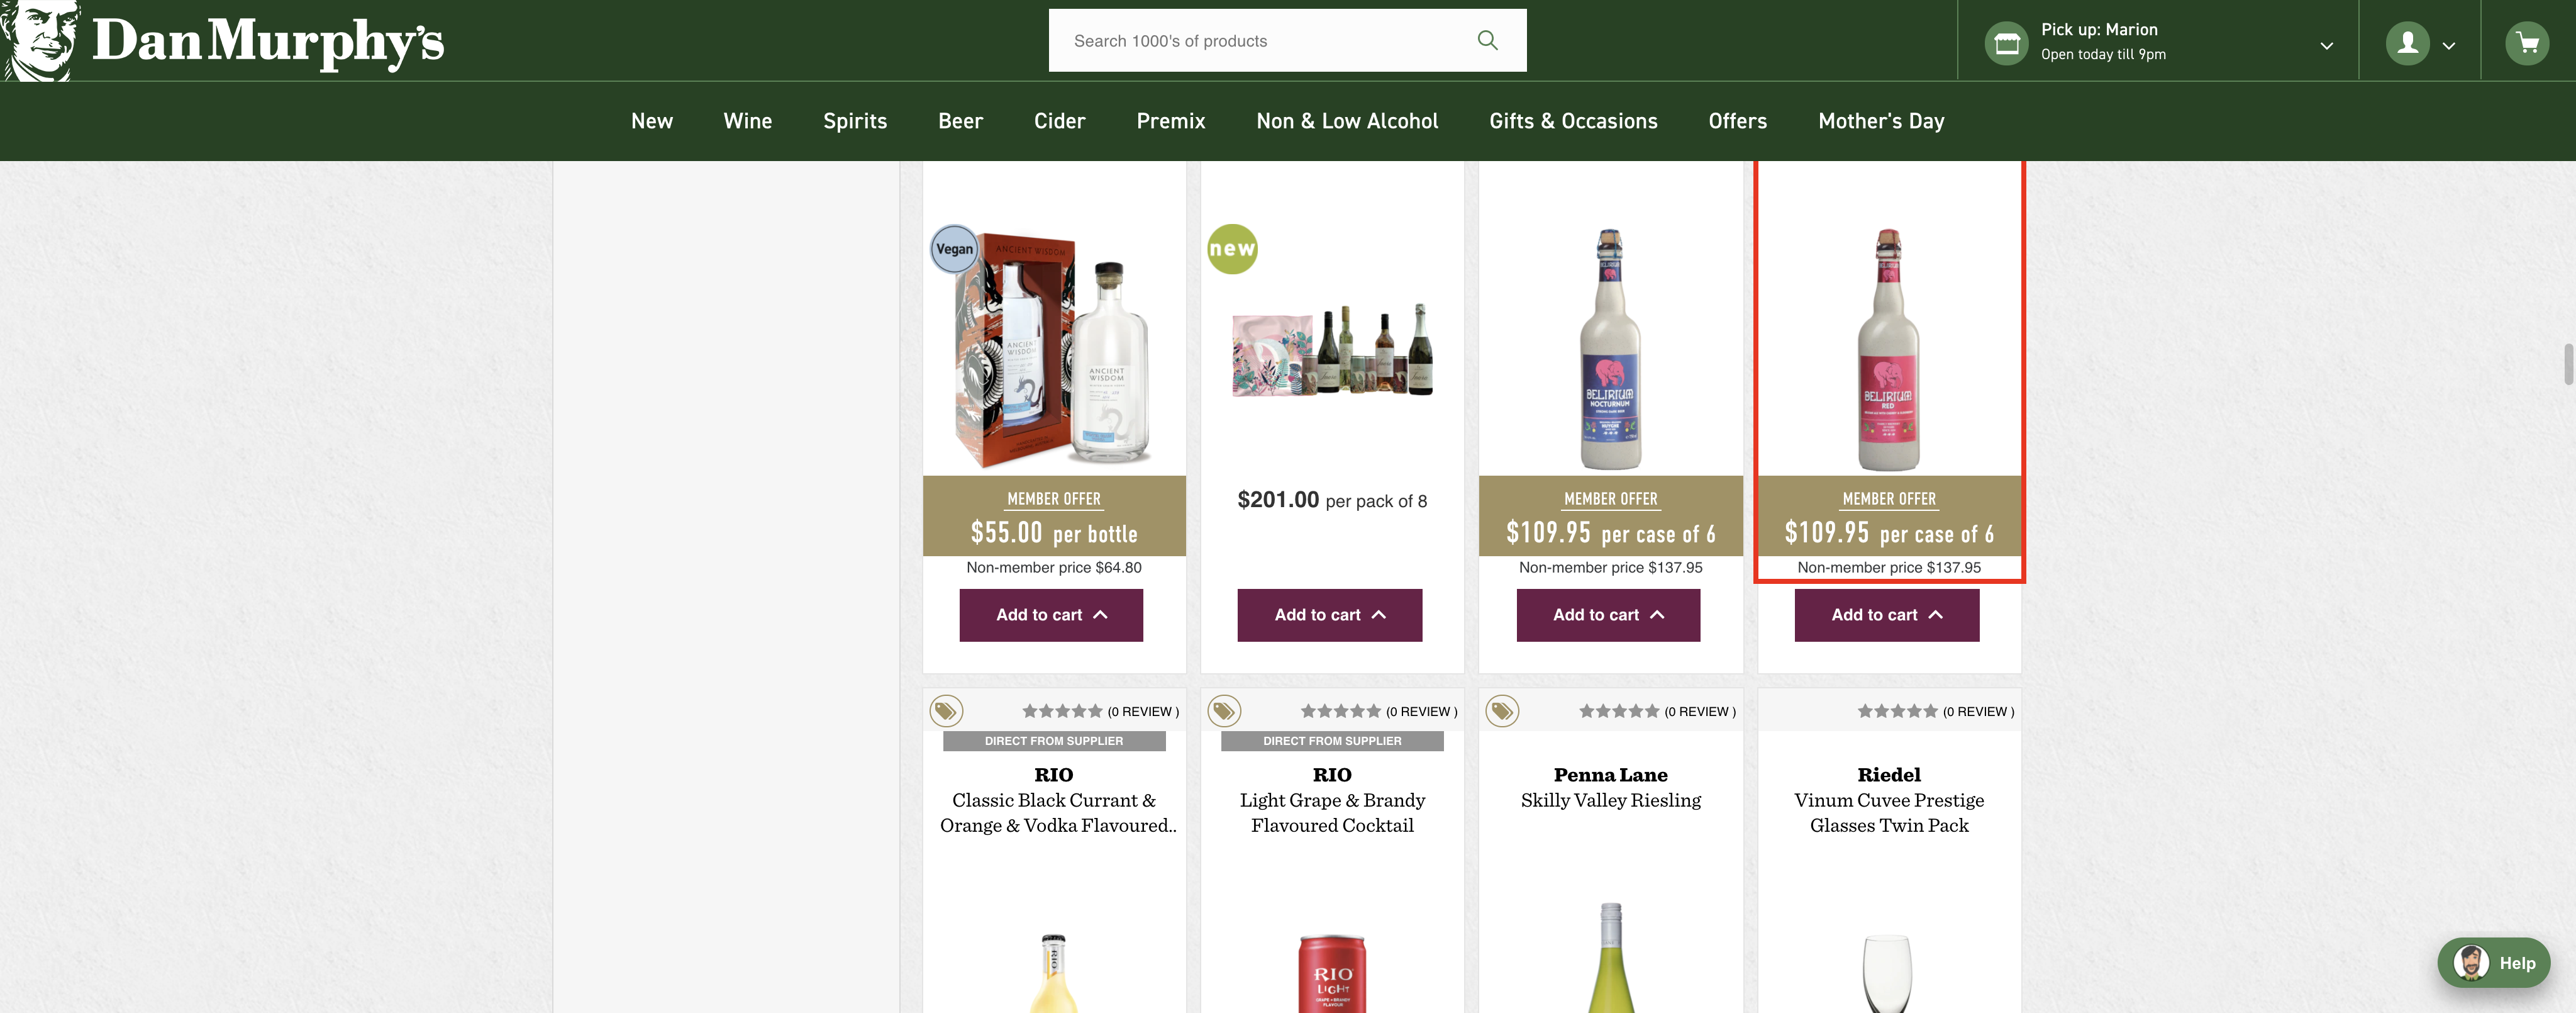 Dan Murphy's
Search 1000's of products
Pick up: Marion
Open today till 9pm
New Wine Spirits Beer Cider Premix Non & Low Alcohol Gifts & Occasions Offers Mother's Day
Vegan
ANCIENT WISDOM
ANCIENT
WISDOM
ANCIENT
WISDOM
MEMBER OFFER
$55.00 per bottle
Non-member price $64.80
Add to cart
new
$201.00 per pack of 8
Add to cart
DELIRIUM
NOCTURNUM
MEMBER OFFER
$109.95 per case of 6
Non-member price $137.95
Add to cart
DELIRIUM
RED
MEMBER OFFER
$109.95 per case of 6
Non-member price $137.95
Add to cart
(0 REVIEW )
DIRECT FROM SUPPLIER
RIO
Classic Black Currant &
Orange & Vodka Flavoured..
RIO
(0 REVIEW )
DIRECT FROM SUPPLIER
RIO
Light Grape & Brandy
Flavoured Cocktail
RIO
LIGHT
GRAPE + BRANDY
FLAVOUR
(0 REVIEW )
Penna Lane
Skilly Valley Riesling
(0 REVIEW )
Riedel
Vinum Cuvee Prestige
Glasses Twin Pack
Help